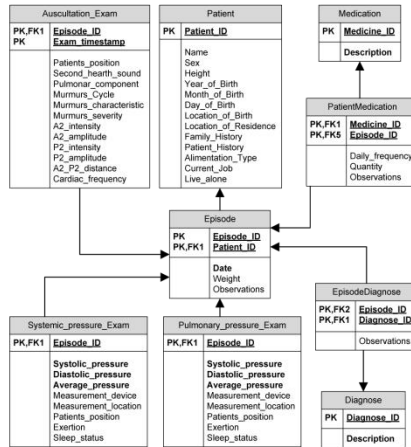 Auscultation_Exam
PK,FK1 Episode_ID
PK Exam_timestamp
Patients_position
Second_hearth_sound
Pulmonar_component
Murmurs_Cycle
Murmurs_characteristic
Murmurs_severity
A2_intensity
A2_amplitude
P2_intensity
P2_amplitude
A2_P2_distance
Cardiac_frequency
Patient
PK Patient_ID
Name
Sex
Height
Year_of_Birth
Month_of_Birth
Day_of_Birth
Location_of_Birth
Location_of_Residence
Family_History
Patient_History
Alimentation_Type
Current_Job
Live_alone
Medication
PK Medicine_ID
Description
PatientMedication
PK,FK1 Medicine_ID
PK,FK5 Episode_ID
Daily_frequency
Quantity
Observations
Episode
PK Episode_ID
PK,FK1 Patient_ID
Date
Weight
Observations
EpisodeDiagnose
PK,FK2 Episode_ID
PK,FK1 Diagnose_ID
Observations
Systemic_pressure_Exam
PK,FK1 Episode_ID
Systolic_pressure
Diastolic_pressure
Average_pressure
Measurement_device
Measurement_location
Patients_position
Exertion
Sleep_status
Pulmonary_pressure_Exam
PK,FK1 Episode_ID
Systolic_pressure
Diastolic_pressure
Average_pressure
Measurement_device
Measurement_location
Patients_position
Exertion
Sleep_status
Diagnose
PK Diagnose_ID
Description